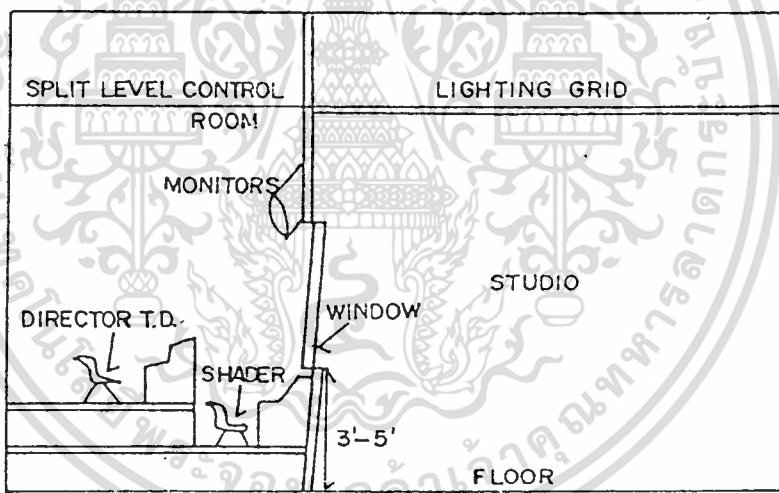 SPLIT LEVEL CONTROL
ROOM
LIGHTING GRID
MONITORS
STUDIO
WINDOW
DIRECTOR T.D.
SHADER
3'-5'
FLOOR